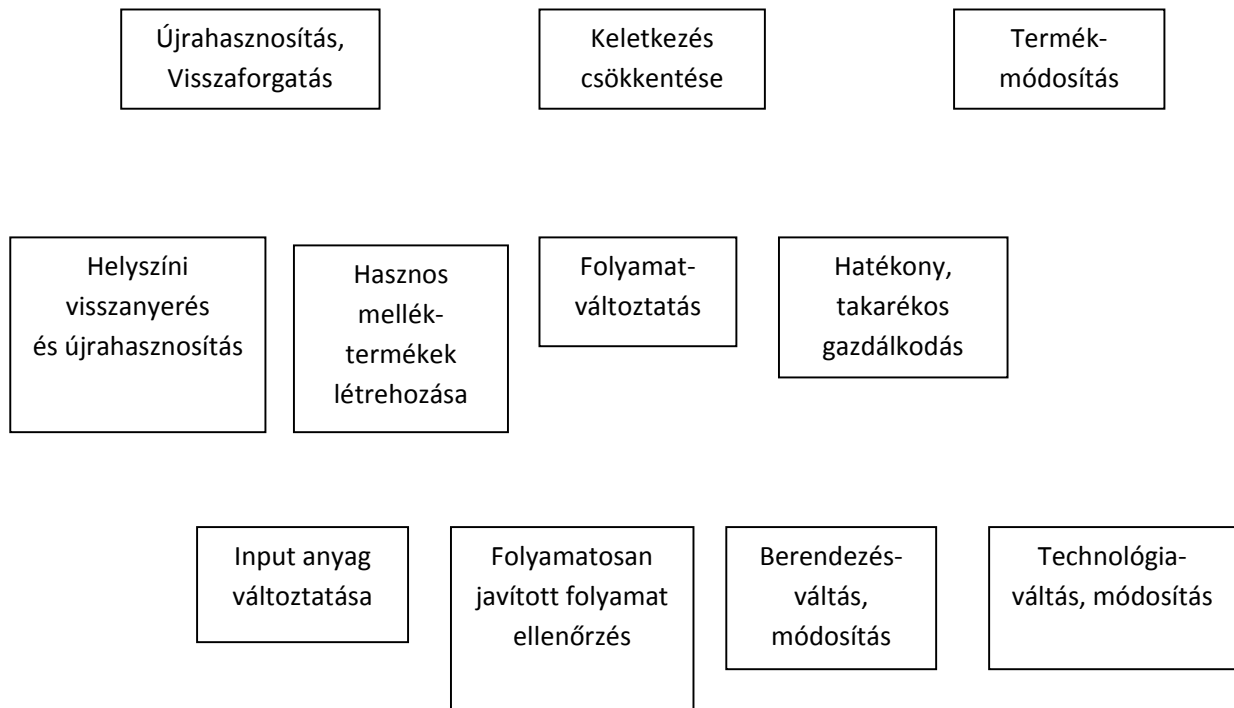 Újrahasznosítás,
Visszaforgatás
Keletkezés
csökkentése
Termék-
módosítás
Helyszíni
visszanyerés
és újrahasznosítás
Hasznos
mellék-
termékek
létrehozása
Folyamat-
változtatás
Hatékony,
takarékos
gazdálkodás
Input anyag
változtatása
Folyamatosan
javított folyamat
ellenőrzés
Berendezés-
váltás,
módosítás
Technológia-
váltás, módosítás